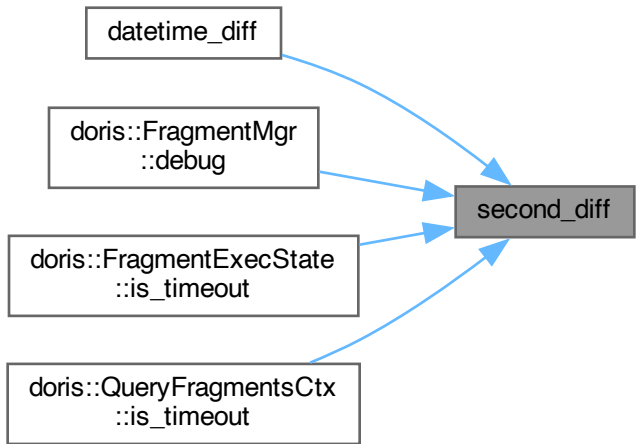 datetime_diff
doris::FragmentMgr
::debug
second_diff
doris::FragmentExecState
::is_timeout
doris::QueryFragmentsCtx
::is_timeout